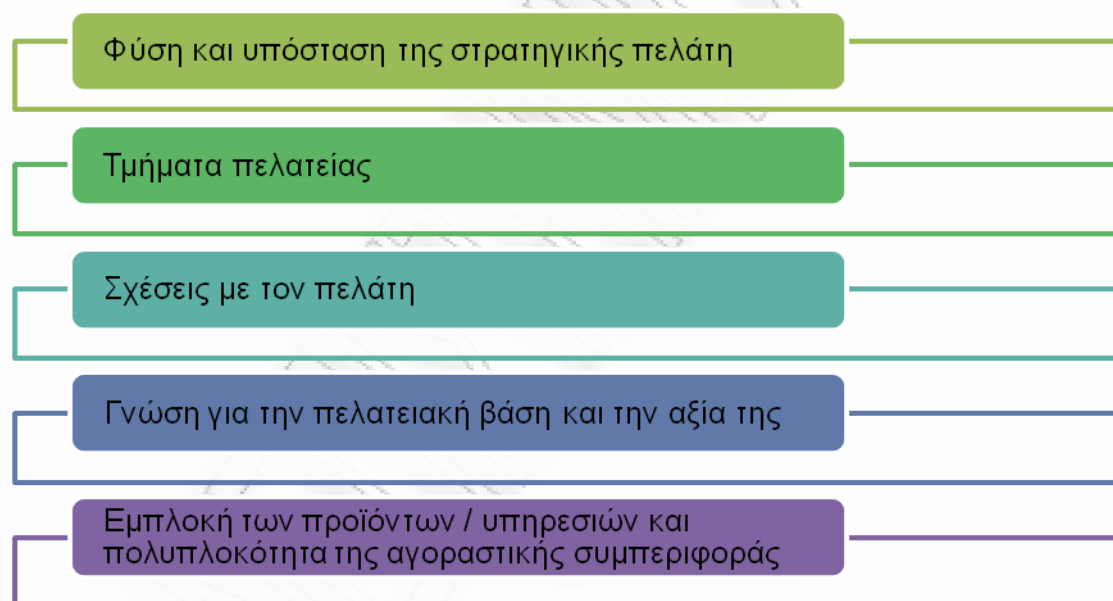 Φύση και υπόσταση της στρατηγικής πελάτη
Τμήματα πελατείας
Σχέσεις με τον πελάτη
Γνώση για την πελατειακή βάση και την αξία της
Εμπλοκή των προϊόντων / υπηρεσιών και
πολυπλοκότητα της αγοραστικής συμπεριφοράς